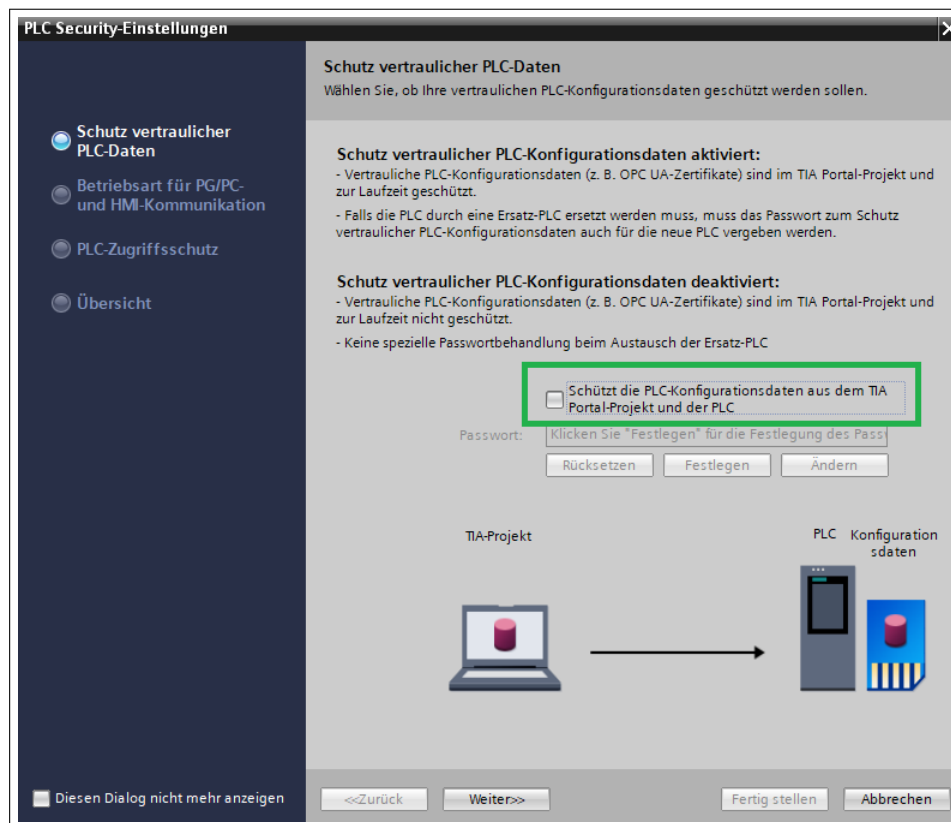 PLC Security-Einstellungen
Schutz vertraulicher PLC-Daten
Wählen Sie, ob Ihre vertraulichen PLC-Konfigurationsdaten geschützt werden sollen.
Schutz vertraulicher
PLC-Daten
Betriebsart für PG/PC-
und HMI-Kommunikation
PLC-Zugriffsschutz
Übersicht
Schutz vertraulicher PLC-Konfigurationsdaten aktiviert:
- Vertrauliche PLC-Konfigurationsdaten (z. B. OPC UA-Zertifikate) sind im TIA Portal-Projekt und
zur Laufzeit geschützt.
- Falls die PLC durch eine Ersatz-PLC ersetzt werden muss, muss das Passwort zum Schutz
vertraulicher PLC-Konfigurationsdaten auch für die neue PLC vergeben werden.
Schutz vertraulicher PLC-Konfigurationsdaten deaktiviert:
- Vertrauliche PLC-Konfigurationsdaten (z. B. OPC UA-Zertifikate) sind im TIA Portal-Projekt und
zur Laufzeit nicht geschützt.
- Keine spezielle Passwortbehandlung beim Austausch der Ersatz-PLC
Schützt die PLC-Konfigurationsdaten aus dem TIA
Portal-Projekt und der PLC
Passwort: Klicken Sie "Festlegen" für die Festlegung des Pass
Rücksetzen Festlegen Ändern
TIA-Projekt PLC Konfiguration
sdaten
Diesen Dialog nicht mehr anzeigen <<Zurück Weiter>> Fertig stellen Abbrechen